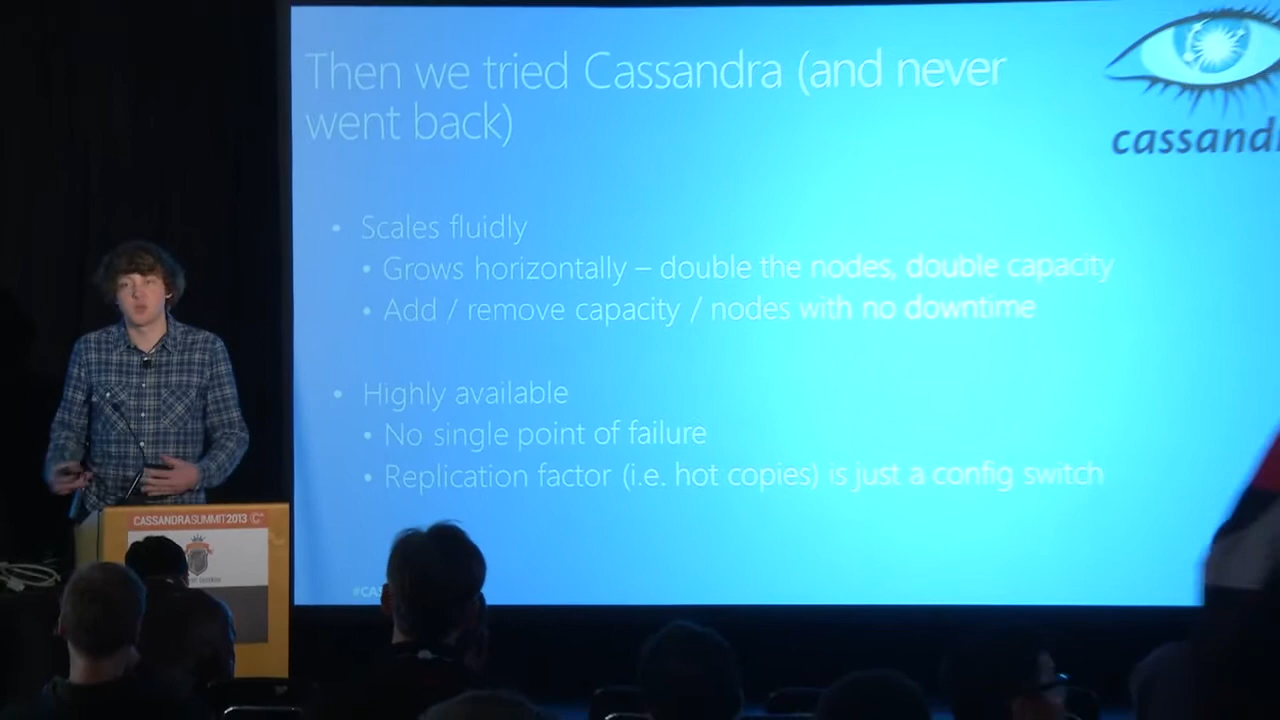 Then we tried Cassandra (and never
went back)
cassand
• Scales fluidly
• Grows horizontally – double the nodes, double capacity
• Add / remove capacity / nodes with no downtime
• Highly available
• No single point of failure
• Replication factor (i.e. hot copies) is just a config switch
#CAS
CASSANDRASUMMIT2013